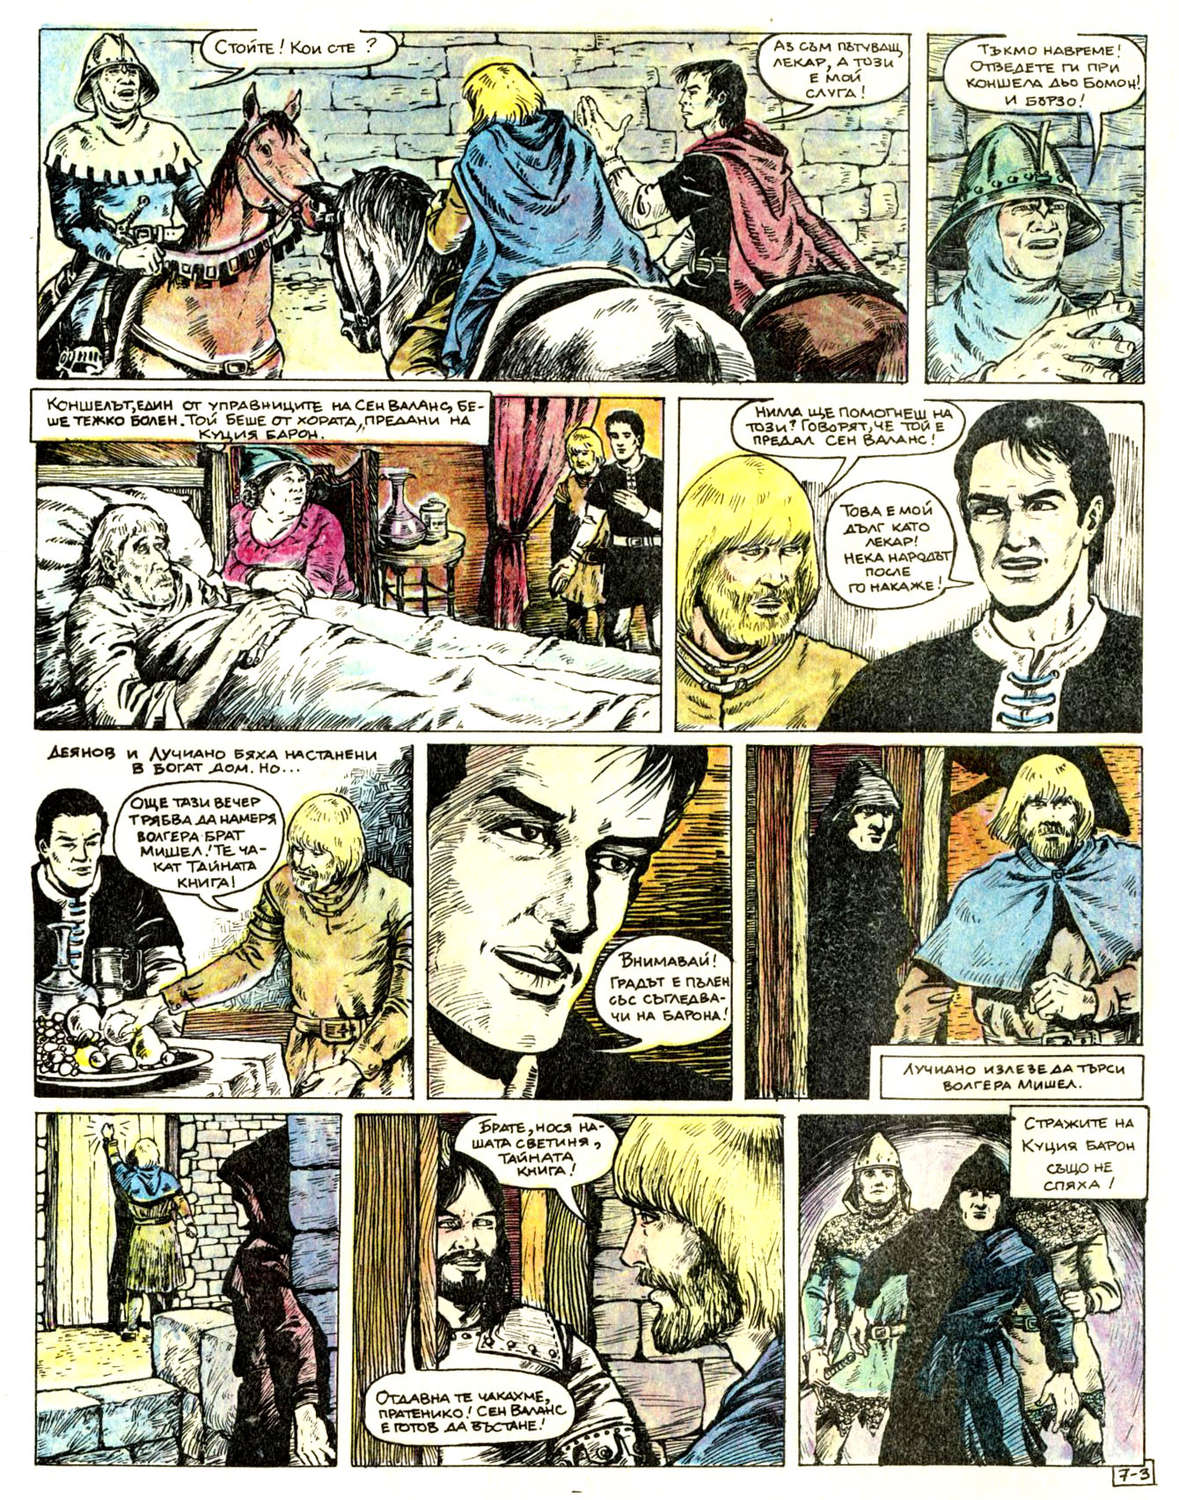 СТОЙТЕ! КОИ СТЕ?
АЗ СЪМ ПЪТУВАЩ
ЛЕКАР, А ТОЗИ
Е МОЙ
СЛУГА!
ТЪКМО НАВРЕМЕ!
ОТВЕДЕТЕ ГИ ПРИ
КОНШЕЛА ДЬО БОМОН!
И БЪРЗО!
КОНШЕЛЪТ, ЕДИН ОТ УПРАВНИЦИТЕ НА СЕН ВАЛАНС, БЕ-
ШЕ ТЕЖКО БОЛЕН. ТОЙ БЕШЕ ОТ ХОРАТА, ПРЕДАНИ НА
КУЦИЯ БАРОН.
НИМА ЩЕ ПОМОГНЕШ НА
ТОЗИ? ГОВОРЯТ, ЧЕ ТОЙ Е
ПРЕДАЛ СЕН ВАЛАНС!
ТОВА Е МОЙ
ДЪЛГ КАТО
ЛЕКАР!
НЕКА НАРОДЪТ
ПОСЛЕ
ГО НАКАЖЕ!
ДЕЯНОВ И ЛУЧИАНО БЯХА НАСТАНЕНИ
В БОГАТ ДОМ. НО...
ОЩЕ ТАЗИ ВЕЧЕР
ТРЯБВА ДА НАМЕРЯ
ВОЛГЕРА БРАТ
МИШЕЛ! ТЕ ЧА-
КАТ ТАЙНАТА
КНИГА!
ВНИМАВАЙ!
ГРАДЪТ Е ПЪЛЕН
СЪС СЪГЛЕДВА-
ЧИ НА БАРОНА!
ЛУЧИАНО ИЗЛЕЗЕ ДА ТЪРСИ
ВОЛГЕРА МИШЕЛ.
БРАТЕ, НОСЯ НА-
ШАТА СВЕТИНЯ,
ТАЙНАТА
КНИГА!
ОТДАВНА ТЕ ЧАКАХМЕ,
ПРАТЕНИКО! СЕН ВАЛАНС
Е ГОТОВ ДА ВЪСТАНЕ!
СТРАЖИТЕ НА
КУЦИЯ БАРОН
СЪЩО НЕ
СПЯХА!
7-3